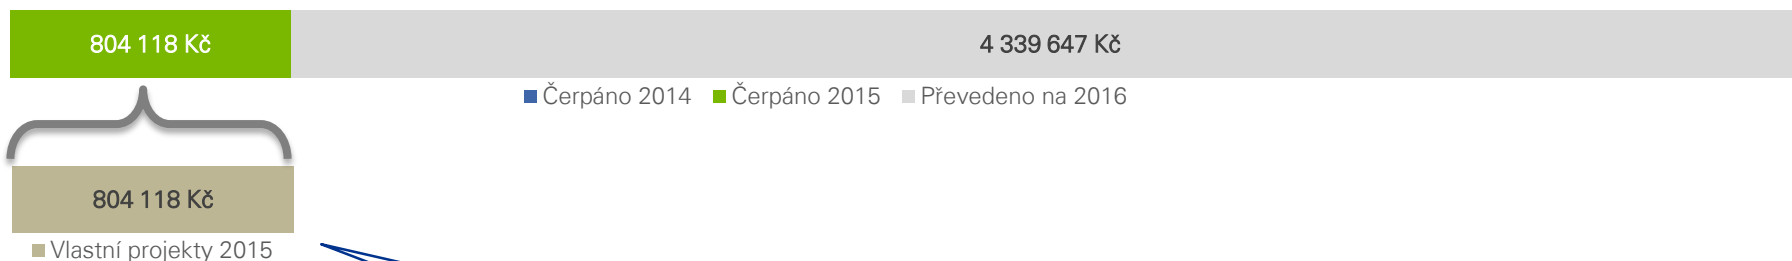 804 118 Kč 4 339 647 Kč
Čerpáno 2014 Čerpáno 2015 Převedeno na 2016
804 118 Kč
Vlastní projekty 2015